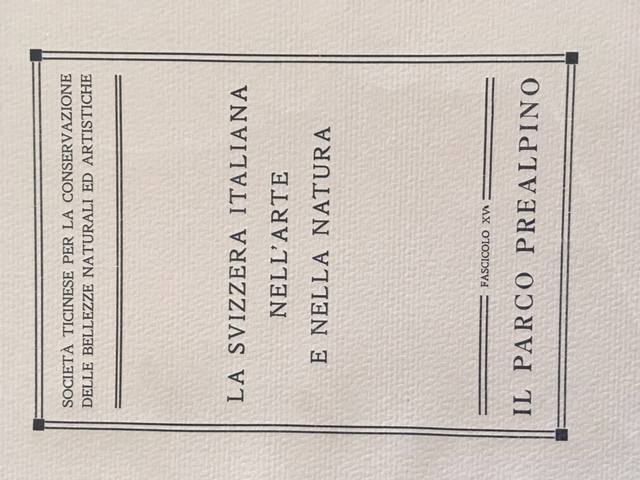 SOCIETÀ TICINESE PER LA CONSERVAZIONE
DELLE BELLEZZE NATURALI ED ARTISTICHE
LA SVIZZERA ITALIANA
NELL'ARTE
E NELLA NATURA
FASCICOLO
IL PARCO PREALPINO